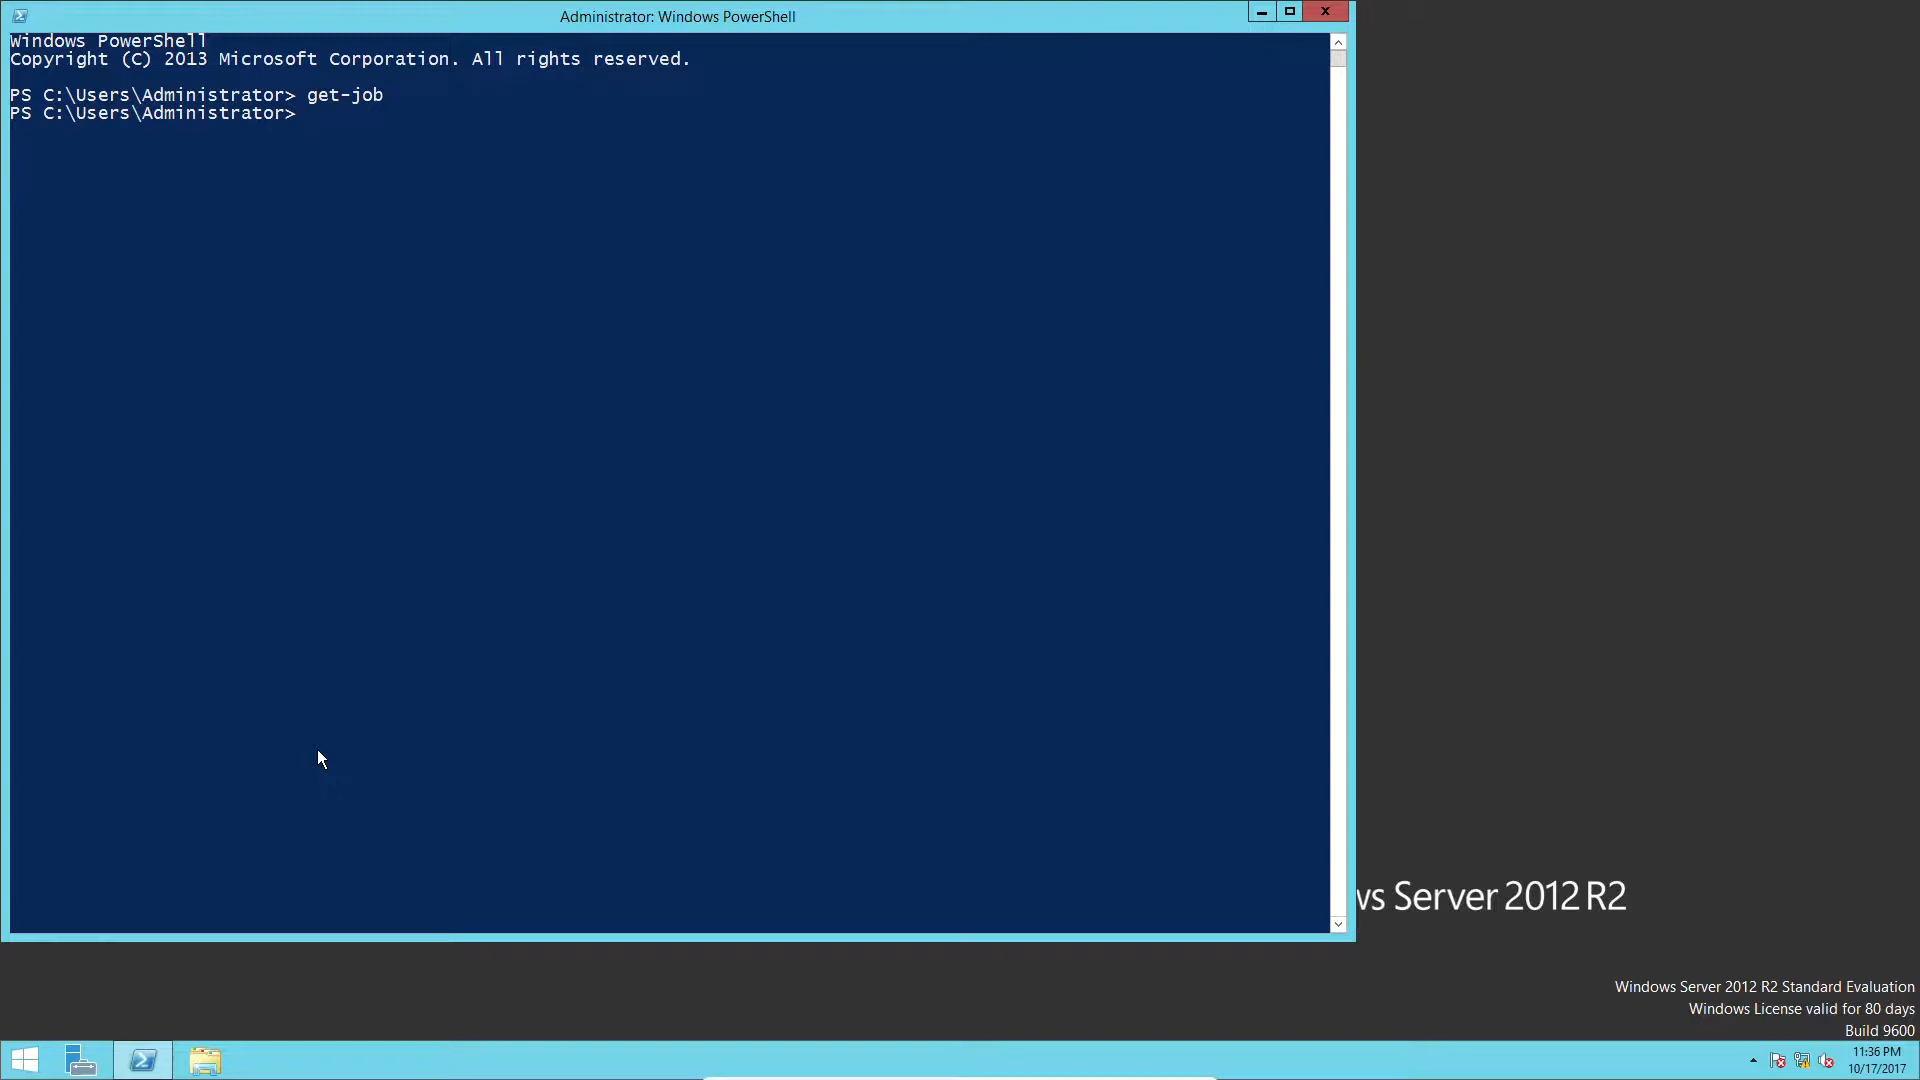 Administrator: Windows PowerShell
Windows PowerShell
Copyright (C) 2013 Microsoft Corporation. All rights reserved.
PS C:\Users\Administrator> get-job
PS C:\Users\Administrator>
ws Server 2012 R2
Windows Server 2012 R2 Standard Evaluation
Windows License valid for 80 days
Build 9600
11:36 PM
10/17/2017